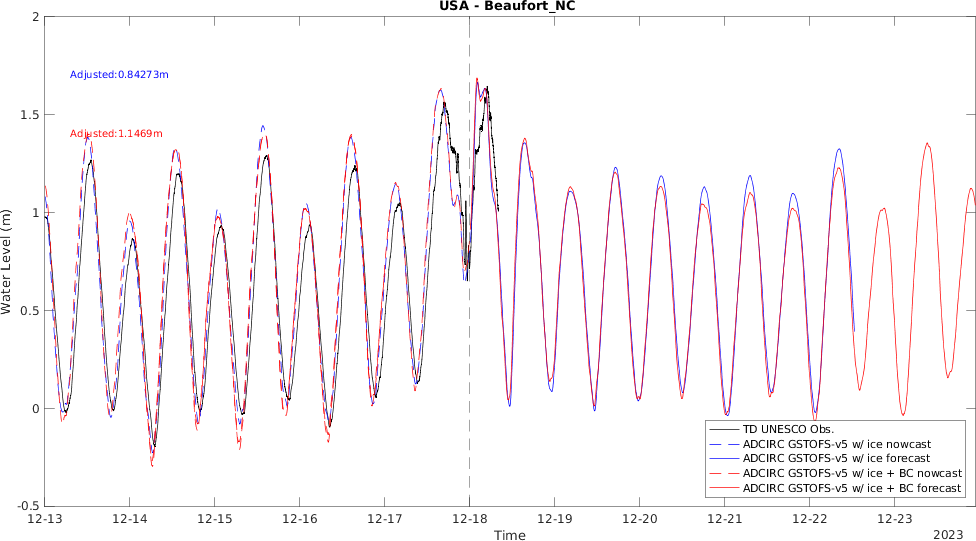 USA - Beaufort_NC
2
1.5
1
0.5
0
-0.5
Water Level (m)
Adjusted:0.84273m
Adjusted:1.1469m
TD UNESCO Obs.
ADCIRC GSTOFS-v5 w/ ice nowcast
ADCIRC GSTOFS-v5 w/ ice forecast
ADCIRC GSTOFS-v5 w/ ice + BC nowcast
ADCIRC GSTOFS-v5 w/ ice + BC forecast
12-13 12-14 12-15 12-16 12-17 12-18 12-19 12-20 12-21 12-22 12-23
Time
2023